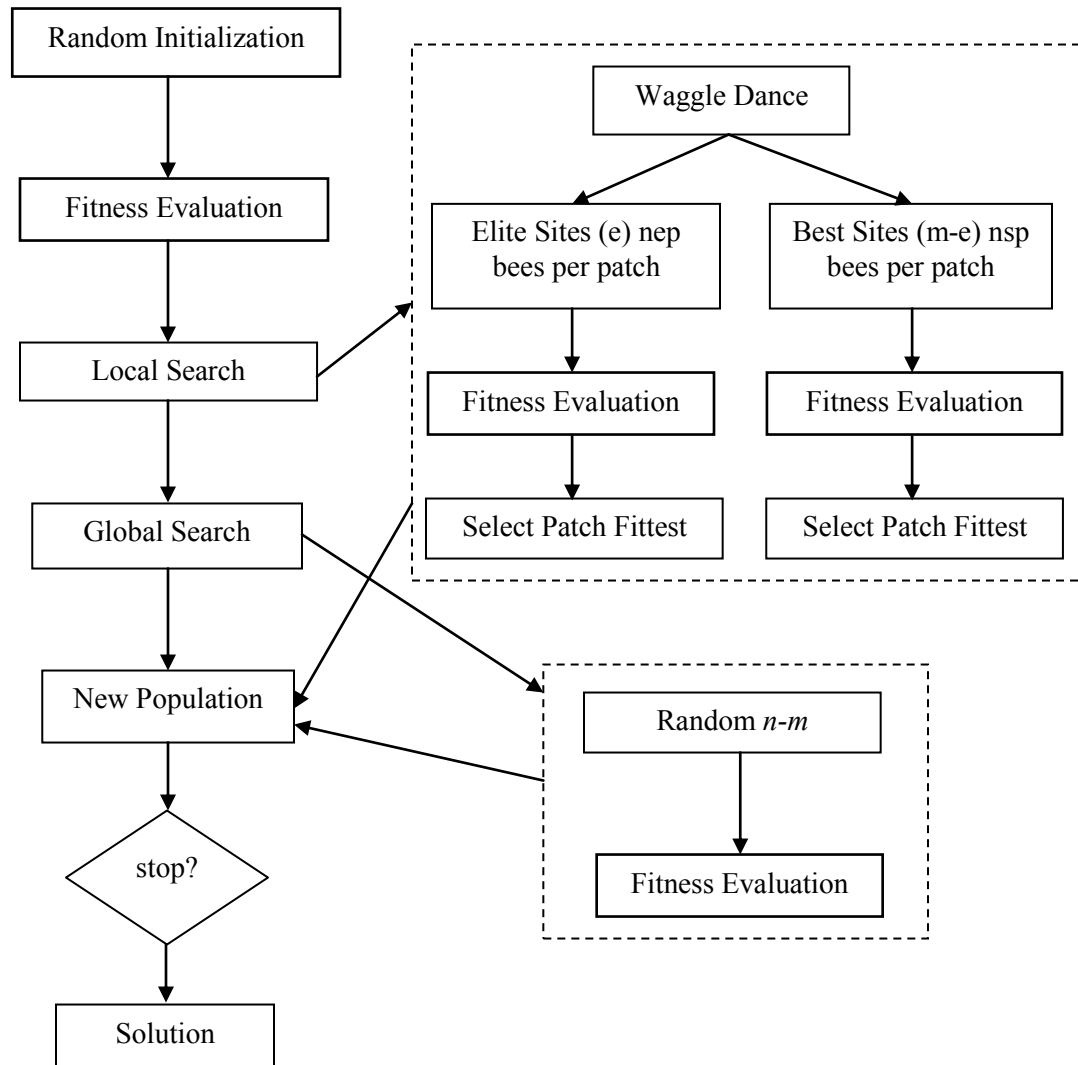 Random Initialization
Fitness Evaluation
Local Search
Global Search
New Population
stop?
Solution
Waggle Dance
Elite Sites (e) nep
bees per patch
Fitness Evaluation
Select Patch Fittest
Best Sites (m-e) nsp
bees per patch
Fitness Evaluation
Select Patch Fittest
Random n-m
Fitness Evaluation